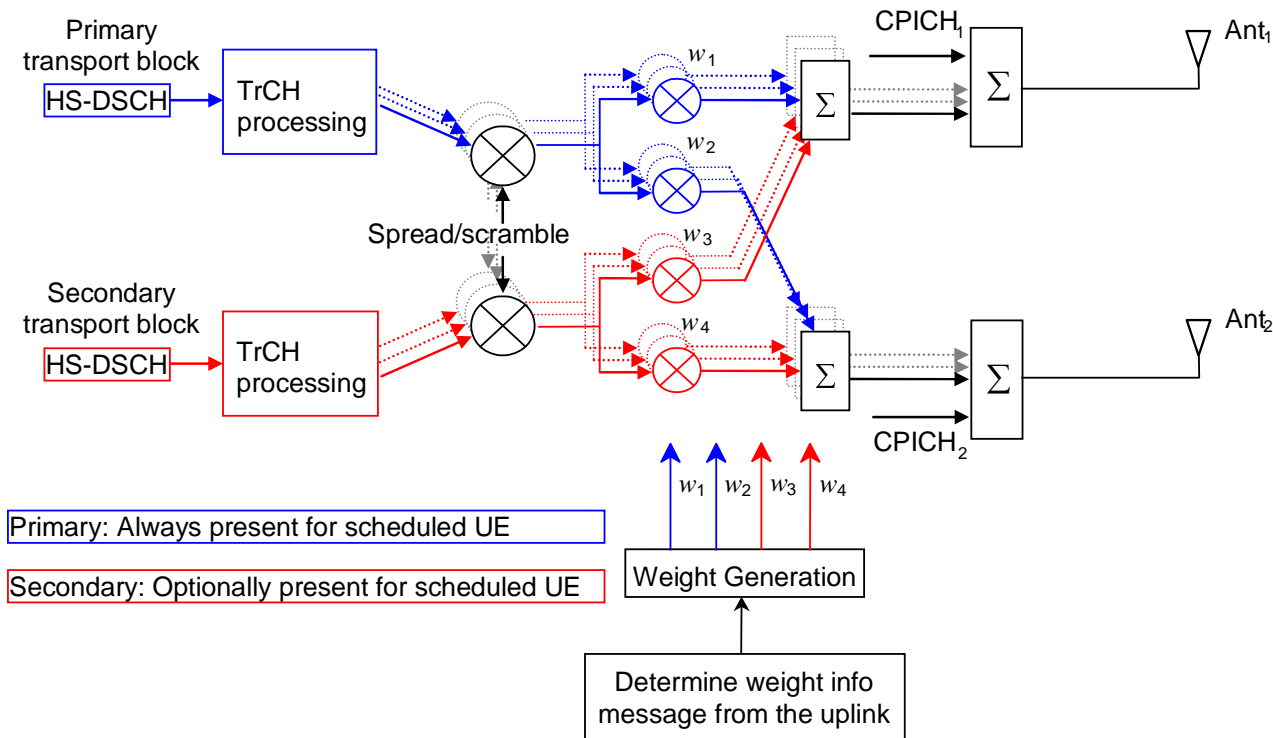 Primary
transport block
HS-DSCH
TrCH
processing
w1
w2
Σ
CPICH1
Σ
Ant1
Spread/scramble
Secondary
transport block
HS-DSCH
TrCH
processing
w3
w4
Σ
CPICH2
Σ
Ant2
w1 w2 w3 w4
Primary: Always present for scheduled UE
Secondary: Optionally present for scheduled UE
Weight Generation
Determine weight info
message from the uplink